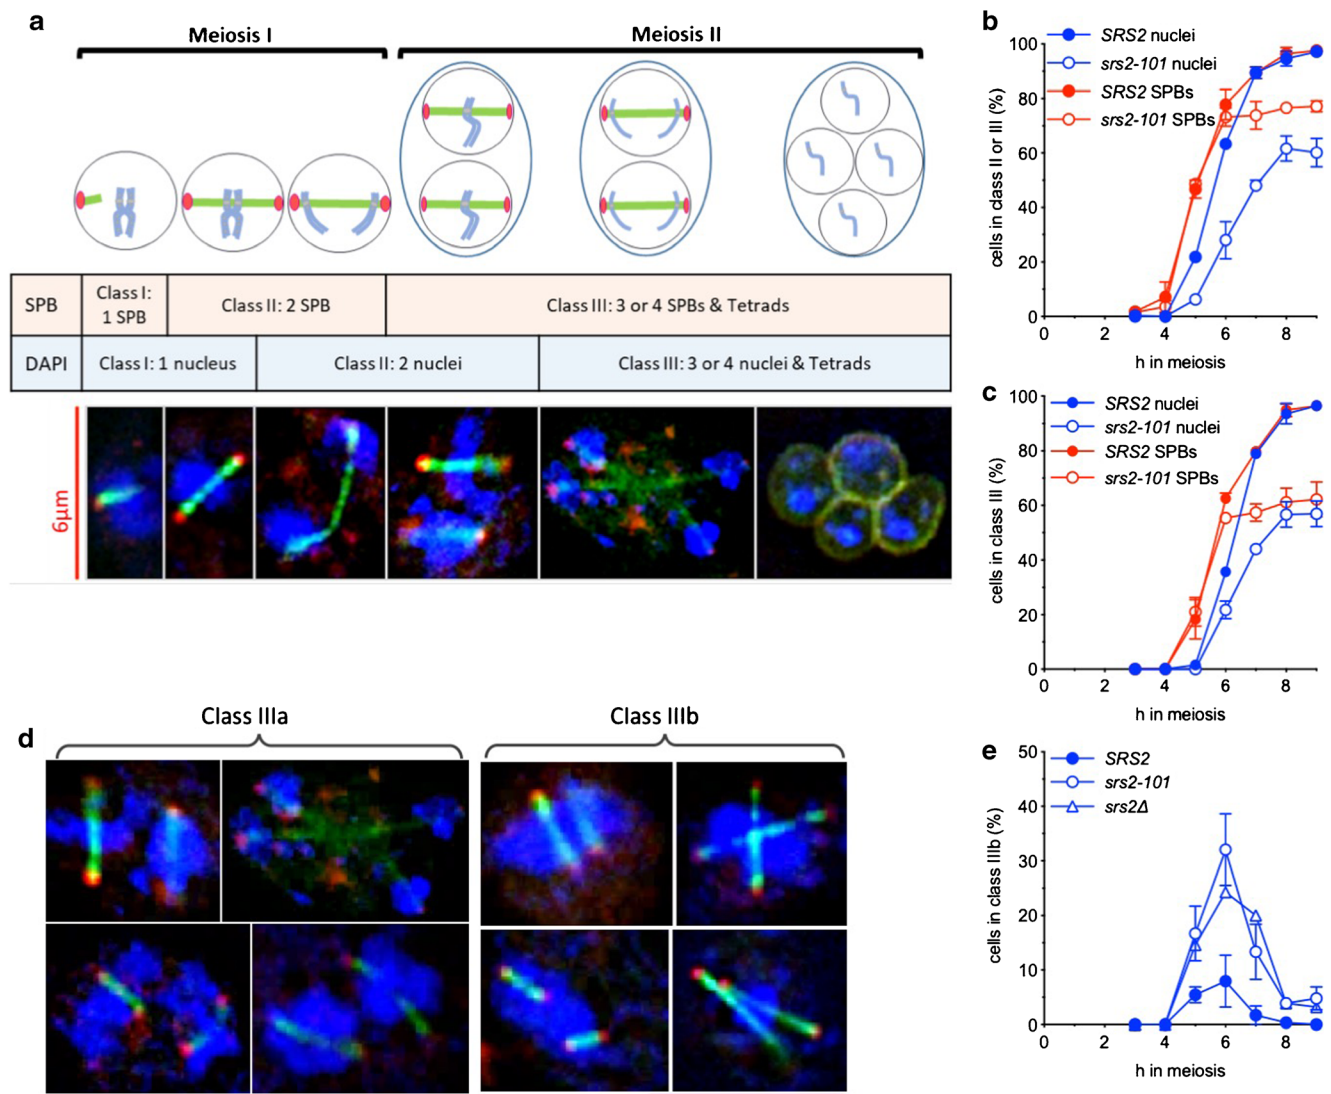 a
Meiosis I
Meiosis II
SPB
Class I:
1 SPB
Class II: 2 SPB
Class III: 3 or 4 SPBs & Tetrads
DAPI
Class I: 1 nucleus
Class II: 2 nuclei
Class III: 3 or 4 nuclei & Tetrads
6µm
b
SRS2 nuclei
srs2-101 nuclei
SRS2 SPBs
srs2-101 SPBs
cells in class II or III (%)
100
80
60
40
20
0
0 2 4 6 8
h in meiosis
c
SRS2 nuclei
srs2-101 nuclei
SRS2 SPBs
srs2-101 SPBs
cells in class III (%)
100
80
60
40
20
0
0 2 4 6 8
h in meiosis
d
Class IIIa
Class IIIb
e
SRS2
srs2-101
srs2Δ
cells in class IIIb (%)
50
40
30
20
10
0
0 2 4 6 8
h in meiosis